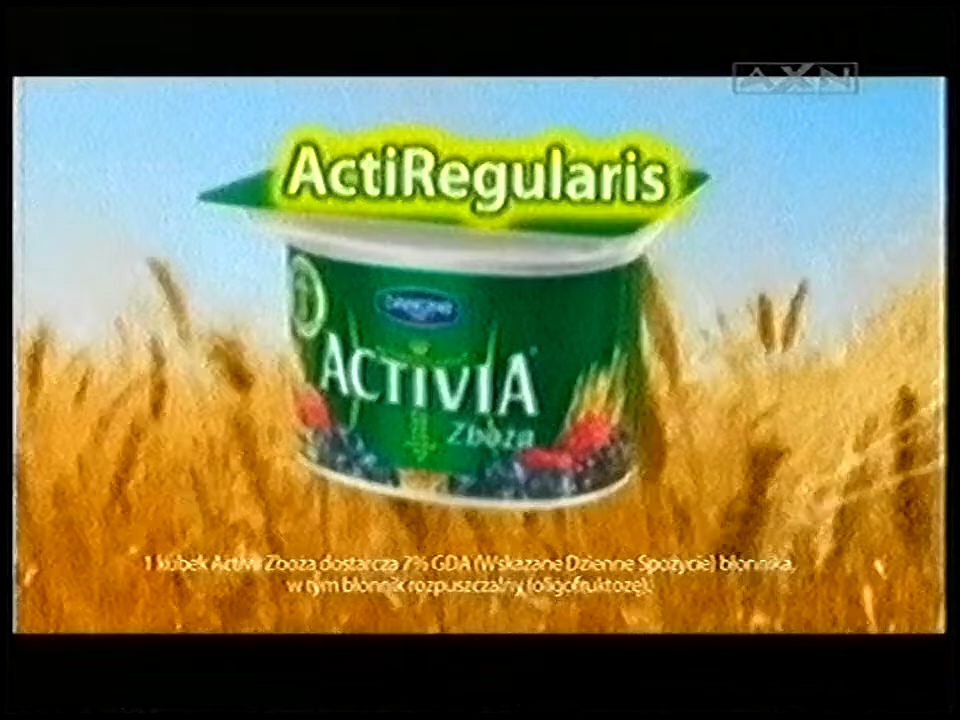 AXN
ActiRegularis
DANONE
ACTIVIA
Zboża
1 kubek Activii Zboża dostarcza 7% GDA (Wskazane Dzienne Spożycie) błonnika,
w tym błonnik rozpuszczalny (oligofruktozę).